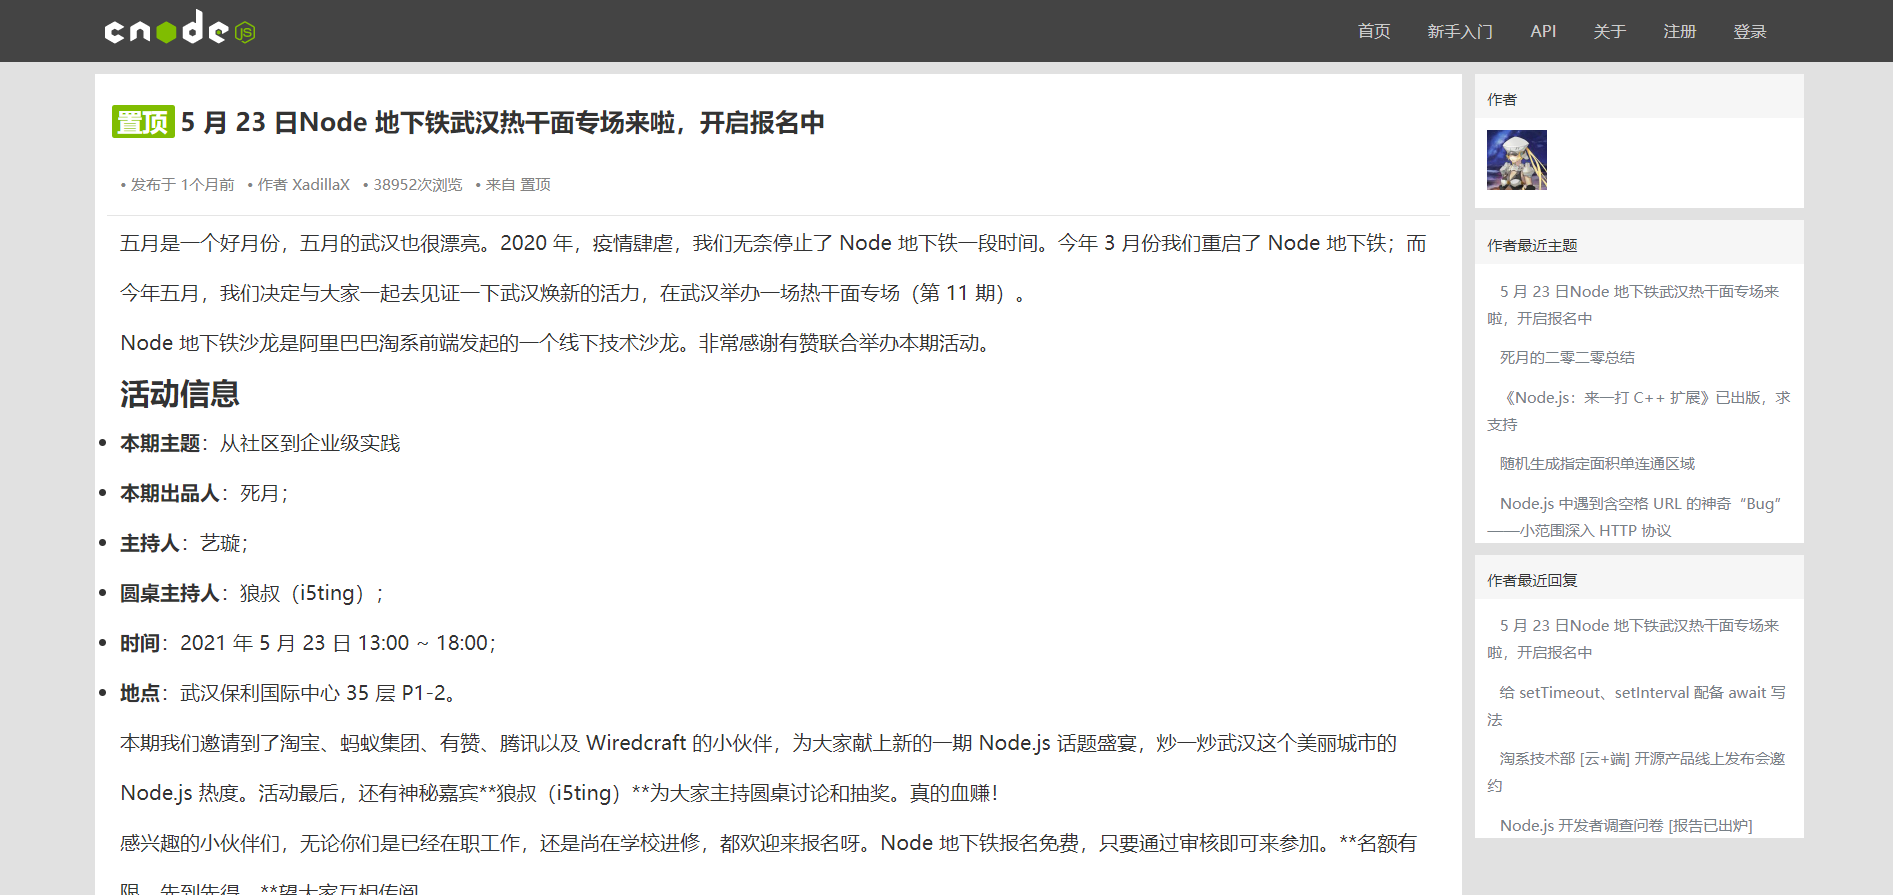 cnodejs
首页 新手入门 API 关于 注册 登录
置顶 5 月 23 日Node 地下铁武汉热干面专场来啦，开启报名中
• 发布于 1个月前 • 作者 XadillaX • 38952次浏览 • 来自 置顶
五月是一个好月份，五月的武汉也很漂亮。2020 年，疫情肆虐，我们无奈停止了 Node 地下铁一段时间。今年 3 月份我们重启了 Node 地下铁；而
今年五月，我们决定与大家一起去见证一下武汉焕新的活力，在武汉举办一场热干面专场（第 11 期）。
Node 地下铁沙龙是阿里巴巴淘系前端发起的一个线下技术沙龙。非常感谢有赞联合举办本期活动。
活动信息
• 本期主题：从社区到企业级实践
• 本期出品人：死月；
• 主持人：艺璇；
• 圆桌主持人：狼叔（i5ting）；
• 时间：2021 年 5 月 23 日 13:00 ~ 18:00；
• 地点：武汉保利国际中心 35 层 P1-2。
本期我们邀请到了淘宝、蚂蚁集团、有赞、腾讯以及 Wiredcraft 的小伙伴，为大家献上新的一期 Node.js 话题盛宴，炒一炒武汉这个美丽城市的
Node.js 热度。活动最后，还有神秘嘉宾**狼叔（i5ting）**为大家主持圆桌讨论和抽奖。真的血赚！
感兴趣的小伙伴们，无论你们是已经在职工作，还是尚在学校进修，都欢迎来报名呀。Node 地下铁报名免费，只要通过审核即可来参加。**名额有
限，先到先得。**望大家互相传阅。
作者
作者最近主题
5 月 23 日Node 地下铁武汉热干面专场来
啦，开启报名中
死月的二零二零总结
《Node.js：来一打 C++ 扩展》已出版，求
支持
随机生成指定面积单连通区域
Node.js 中遇到含空格 URL 的神奇“Bug”
——小范围深入 HTTP 协议
作者最近回复
5 月 23 日Node 地下铁武汉热干面专场来
啦，开启报名中
给 setTimeout、setInterval 配备 await 写
法
淘系技术部 [云+端] 开源产品线上发布会邀
约
Node.js 开发者调查问卷 [报告已出炉]